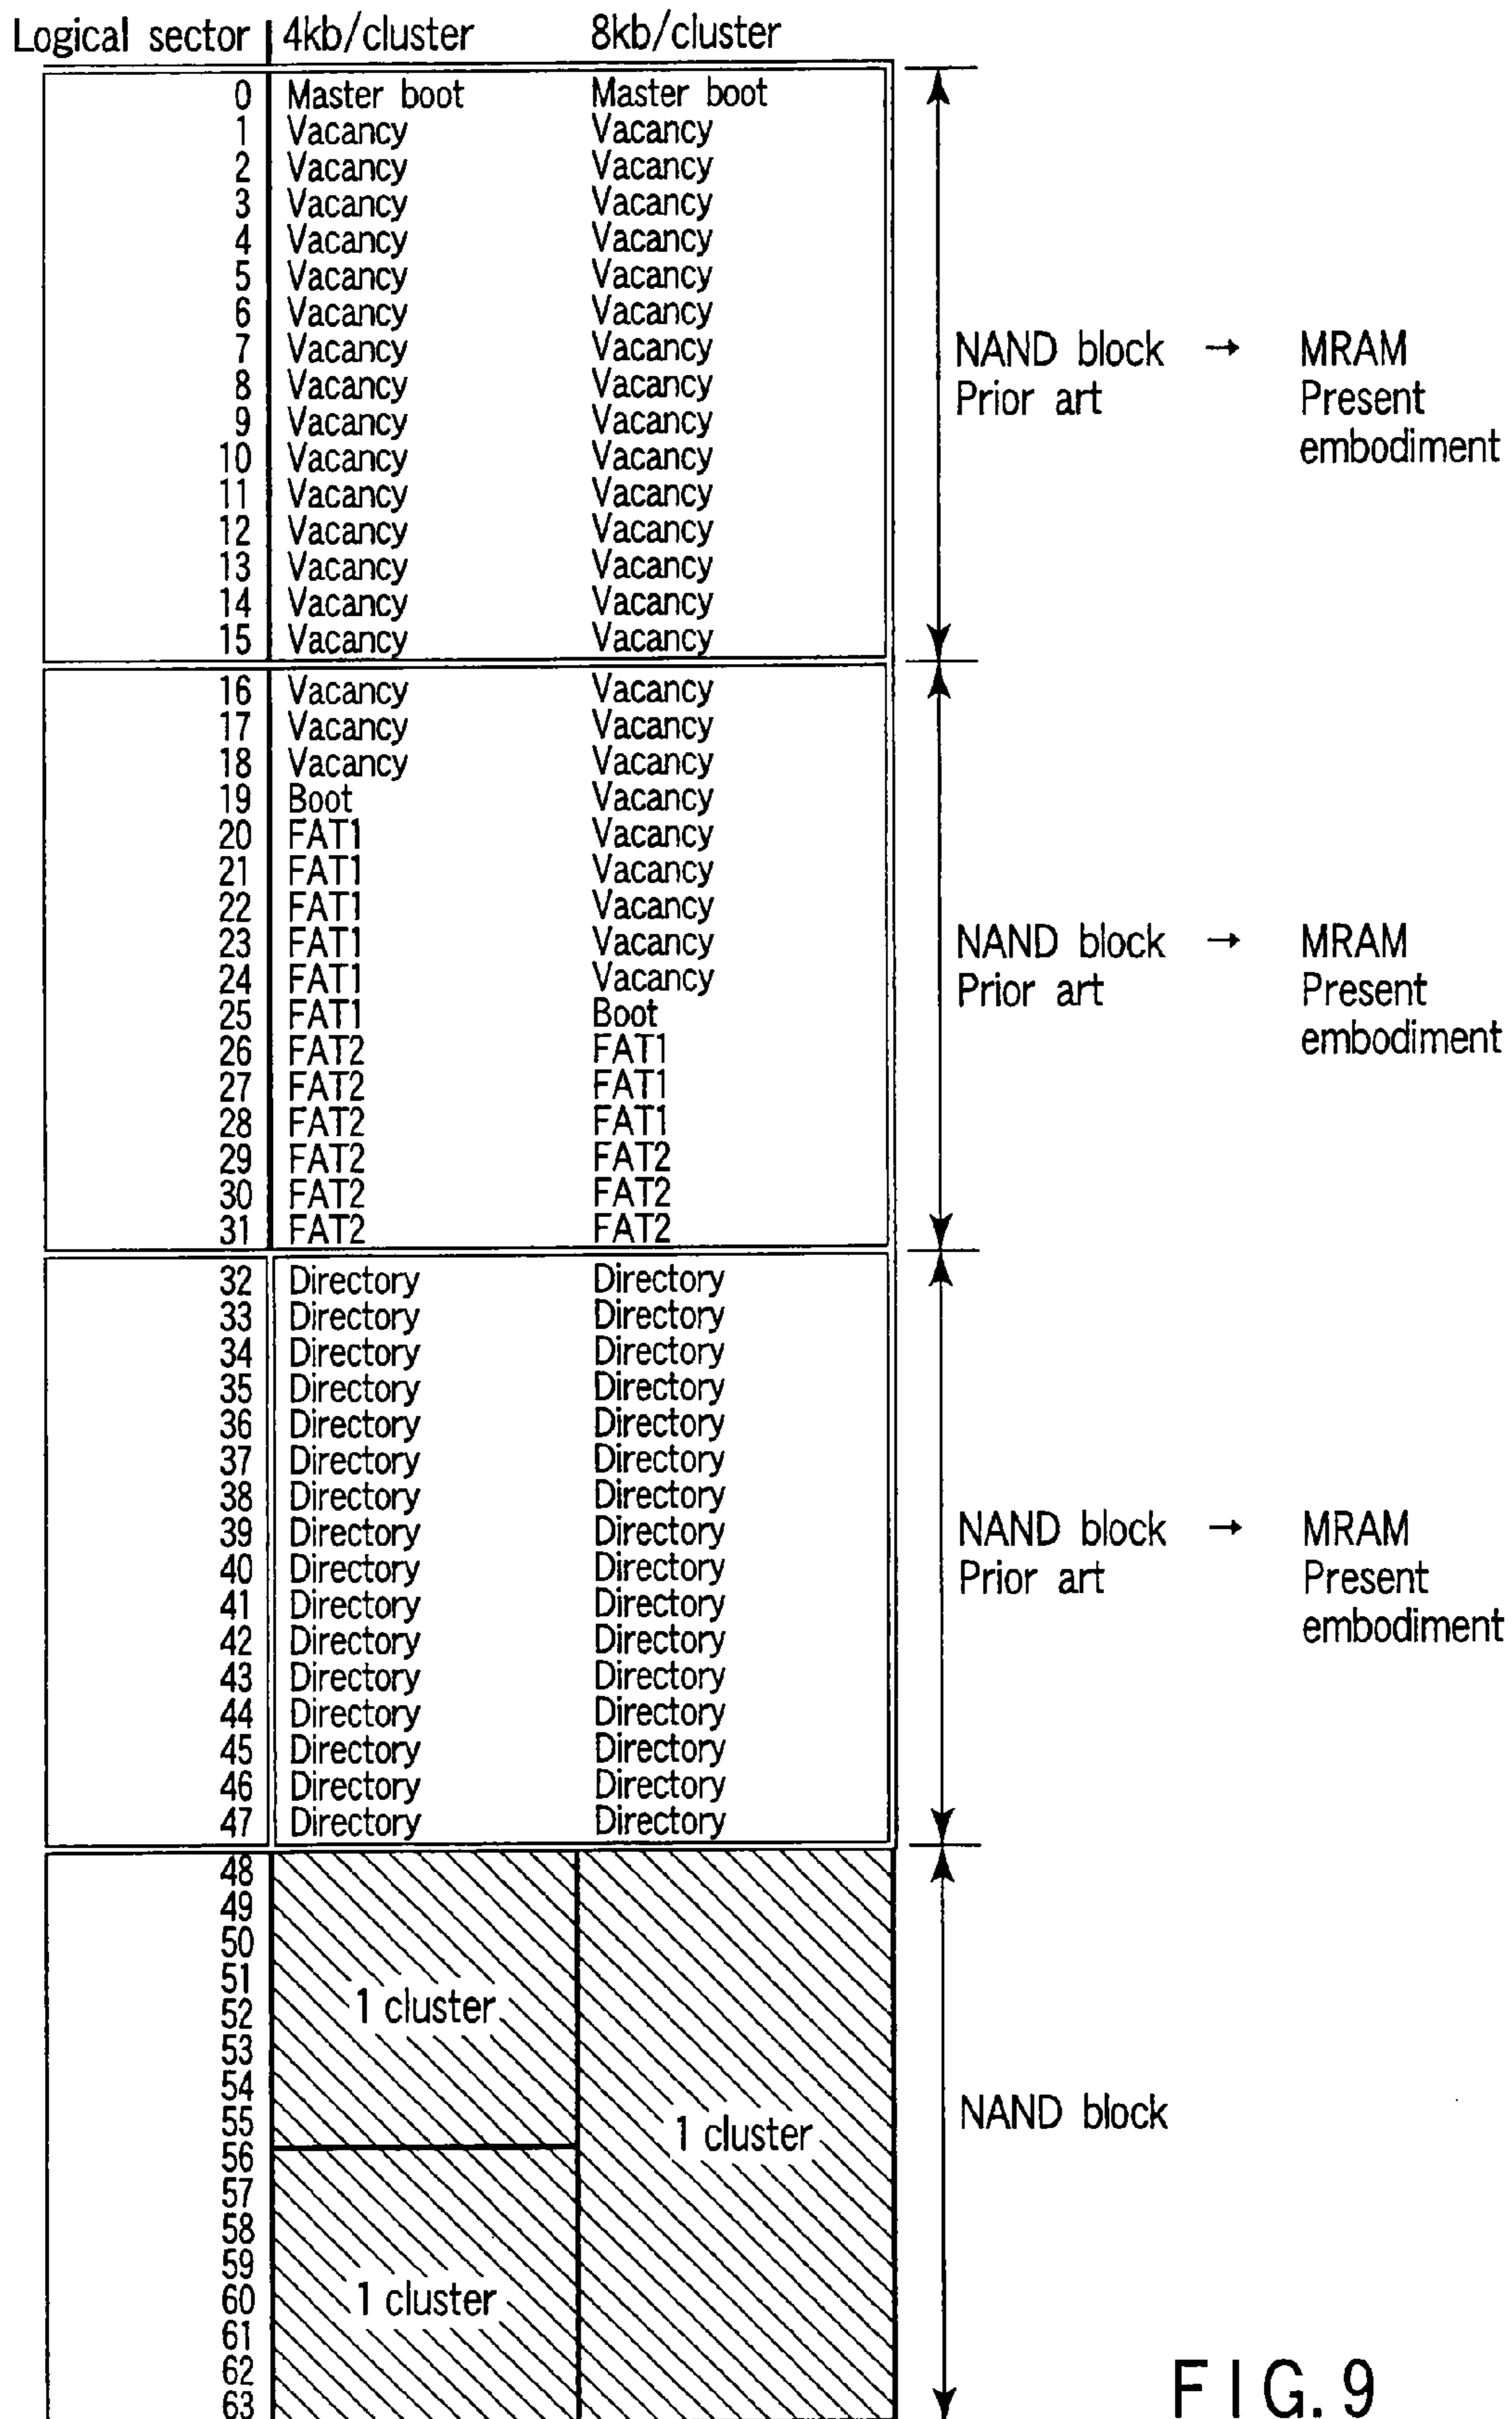 Logical sector 4kb/cluster 8kb/cluster
0 Master boot Master boot
1 Vacancy Vacancy
2 Vacancy Vacancy
3 Vacancy Vacancy
4 Vacancy Vacancy
5 Vacancy Vacancy
6 Vacancy Vacancy
7 Vacancy Vacancy NAND block → MRAM
8 Vacancy Vacancy Prior art Present
9 Vacancy Vacancy embodiment
10 Vacancy Vacancy
11 Vacancy Vacancy
12 Vacancy Vacancy
13 Vacancy Vacancy
14 Vacancy Vacancy
15 Vacancy Vacancy
16 Vacancy Vacancy
17 Vacancy Vacancy
18 Vacancy Vacancy
19 Boot Vacancy
20 FAT1 Vacancy
21 FAT1 Vacancy
22 FAT1 Vacancy
23 FAT1 Vacancy NAND block → MRAM
24 FAT1 Vacancy Prior art Present
25 FAT1 Boot embodiment
26 FAT2 FAT1
27 FAT2 FAT1
28 FAT2 FAT1
29 FAT2 FAT2
30 FAT2 FAT2
31 FAT2 FAT2
32 Directory Directory
33 Directory Directory
34 Directory Directory
35 Directory Directory
36 Directory Directory
37 Directory Directory
38 Directory Directory
39 Directory Directory NAND block → MRAM
40 Directory Directory Prior art Present
41 Directory Directory embodiment
42 Directory Directory
43 Directory Directory
44 Directory Directory
45 Directory Directory
46 Directory Directory
47 Directory Directory
48
49
50
51
52 1 cluster
53
54
55 1 cluster NAND block
56
57
58
59
60 1 cluster
61
62
63
FIG. 9